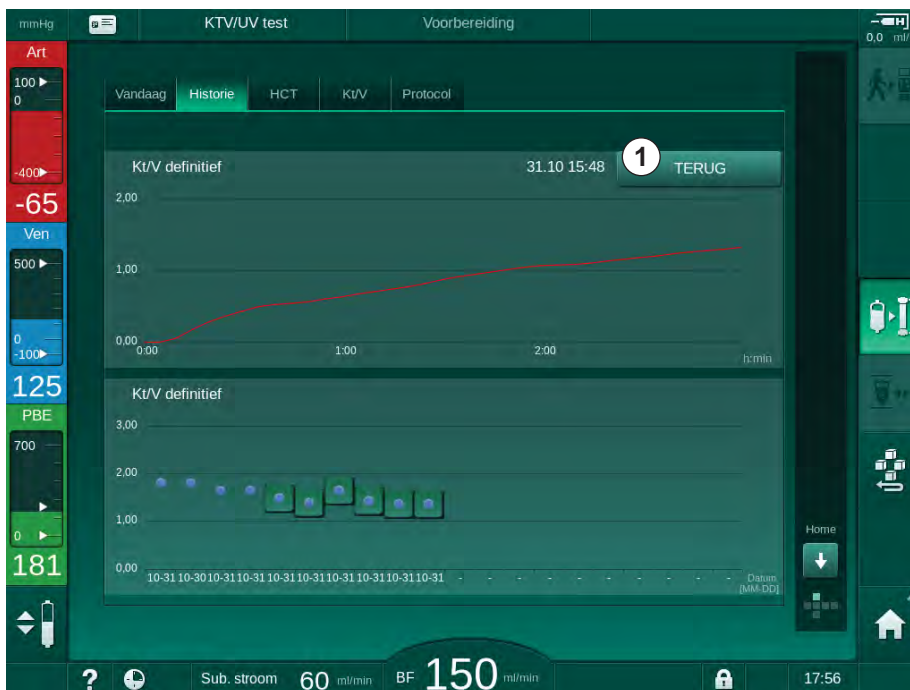 mmHg KTV/UV test Voorbereiding
0,0 ml/
Art
100
0
-400
-65
Ven
500
0
-100
125
PBE
700
0
181
Vandaag Historie HCT Kt/V Protocol
Kt/V definitief 31.10 15:48 1 TERUG
2,00
1,00
0,00
0:00 1:00 2:00 h:min
Kt/V definitief
3,00
2,00
1,00
0,00
10-31 10-30 10-31 10-31 10-31 10-31 10-31 10-31 10-31 10-31 - - - - - - - - - - Datum
[MM-DD]
Home
? Sub. stroom 60 ml/min BF 150 ml/min 17:56